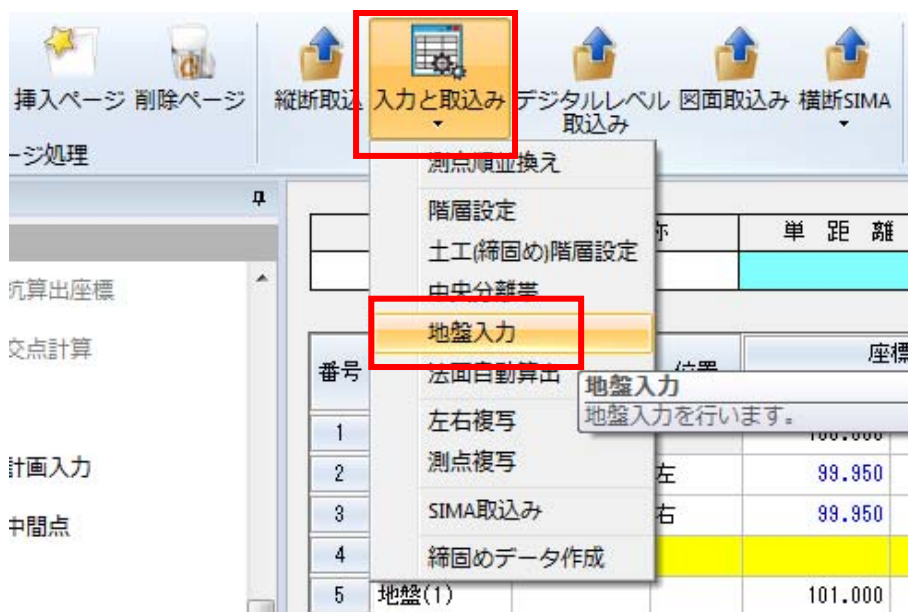 挿入ページ 削除ページ 縦断取込 入力と取込み デジタルレベル 取込み 図面取込み 横断SIMA
ージ処理
測点順並換え
階層設定
土工(締固め)階層設定
中央分離帯
地盤入力
法面自動算出
左右複写
測点複写
SIMA取込み
締固めデータ作成
地盤入力
地盤入力を行います。
杭算出座標
交点計算
計画入力
中間点
称 単 距 離
番号 位置 座標
1 100.000
2 左 99.950
3 右 99.950
4
5 地盤(1) 101.000